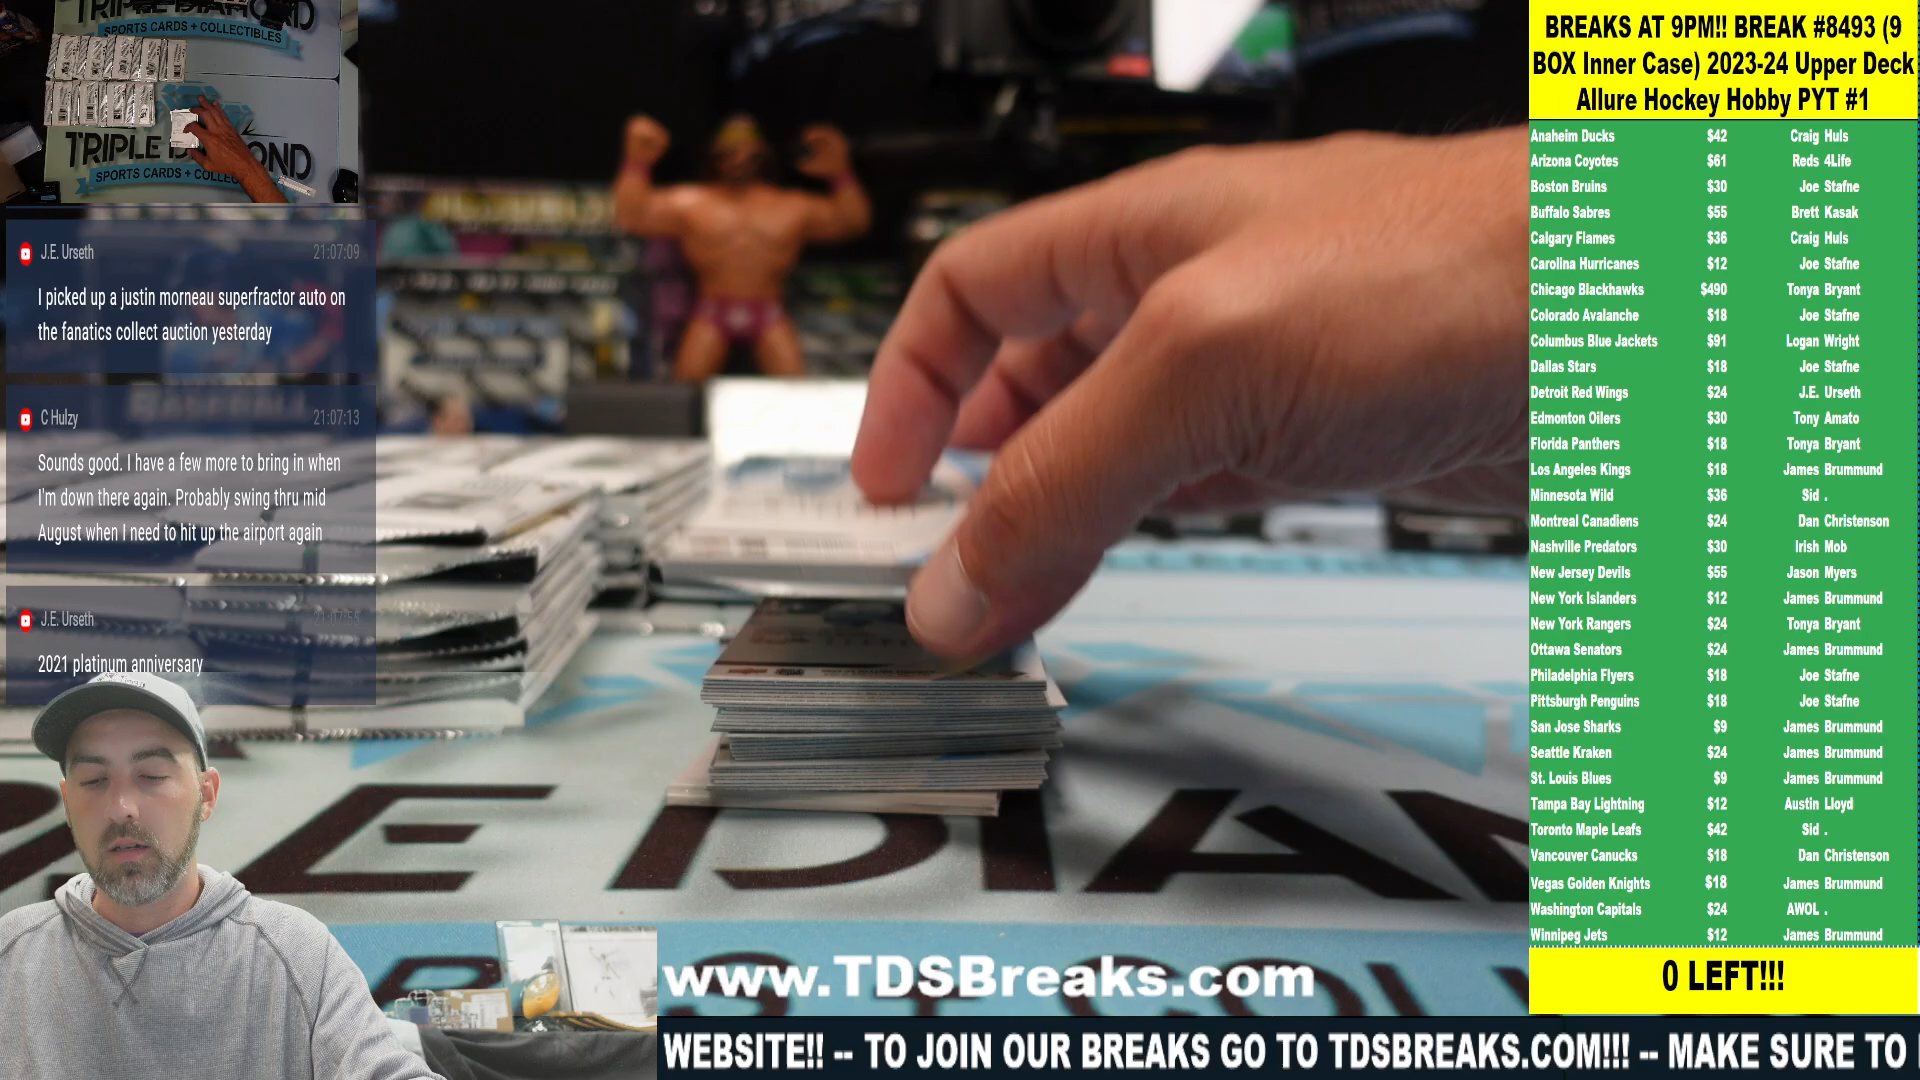 TRIPLE DIAMOND
SPORTS CARDS + COLLECTIBLES
TRIPLE
OND
SPORTS CARDS +
J.E. Urseth 21:07:09
I picked up a justin morneau superfractor auto on
the fanatics collect auction yesterday
C Hulzy 21:07:13
Sounds good. I have a few more to bring in when
I'm down there again. Probably swing thru mid
August when I need to hit up the airport again
J.E. Urseth
2021 platinum anniversary
BREAKS AT 9PM!! BREAK #8493 (9
BOX Inner Case) 2023-24 Upper Deck
Allure Hockey Hobby PYT #1
Anaheim Ducks $42 Craig Huls
Arizona Coyotes $61 Reds 4Life
Boston Bruins $30 Joe Stafne
Buffalo Sabres $55 Brett Kasak
Calgary Flames $36 Craig Huls
Carolina Hurricanes $12 Joe Stafne
Chicago Blackhawks $490 Tonya Bryant
Colorado Avalanche $18 Joe Stafne
Columbus Blue Jackets $91 Logan Wright
Dallas Stars $18 Joe Stafne
Detroit Red Wings $24 J.E. Urseth
Edmonton Oilers $30 Tony Amato
Florida Panthers $18 Tonya Bryant
Los Angeles Kings $18 James Brummund
Minnesota Wild $36 Sid .
Montreal Canadiens $24 Dan Christenson
Nashville Predators $30 Irish Mob
New Jersey Devils $55 Jason Myers
New York Islanders $12 James Brummund
New York Rangers $24 Tonya Bryant
Ottawa Senators $24 James Brummund
Philadelphia Flyers $18 Joe Stafne
Pittsburgh Penguins $18 Joe Stafne
San Jose Sharks $9 James Brummund
Seattle Kraken $24 James Brummund
St. Louis Blues $9 James Brummund
Tampa Bay Lightning $12 Austin Lloyd
Toronto Maple Leafs $42 Sid .
Vancouver Canucks $18 Dan Christenson
Vegas Golden Knights $18 James Brummund
Washington Capitals $24 AWOL .
Winnipeg Jets $12 James Brummund
0 LEFT!!!
www.TDSBreaks.com
WEBSITE!! -- TO JOIN OUR BREAKS GO TO TDSBREAKS.COM!!! -- MAKE SURE TO